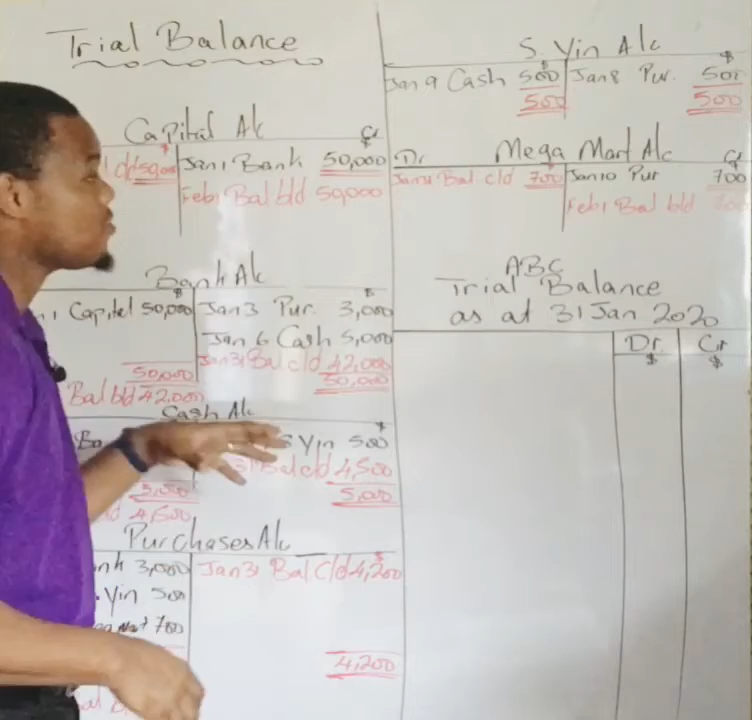 Trial Balance
Capital A/c
$ Cr
$
Jan 1 Bank 50,000
c/d 50,000
Feb 1 Bal b/d 50,000
Bank A/c
$ $
Capital 50,000 Jan 3 Pur. 3,000
Jan 6 Cash 5,000
Jan 31 Bal c/d 42,000
50,000 50,000
Bal b/d 42,000
Cash A/c
$
Yin 500
31 Bal c/d 4,500
5,000 5,000
4,500
Purchases A/c
$
3,000 Jan 31 Bal c/d 4,200
Yin 500
Mart 700
4,200
S. Yin A/c
$ $
Jan 9 Cash 500 Jan 8 Pur. 500
500 500
Dr Mega Mart A/c Cr
$
Jan 31 Bal c/d 700 Jan 10 Pur 700
700
Feb 1 Bal b/d 700
ABC
Trial Balance
as at 31 Jan 2020
Dr. Cr
$ $